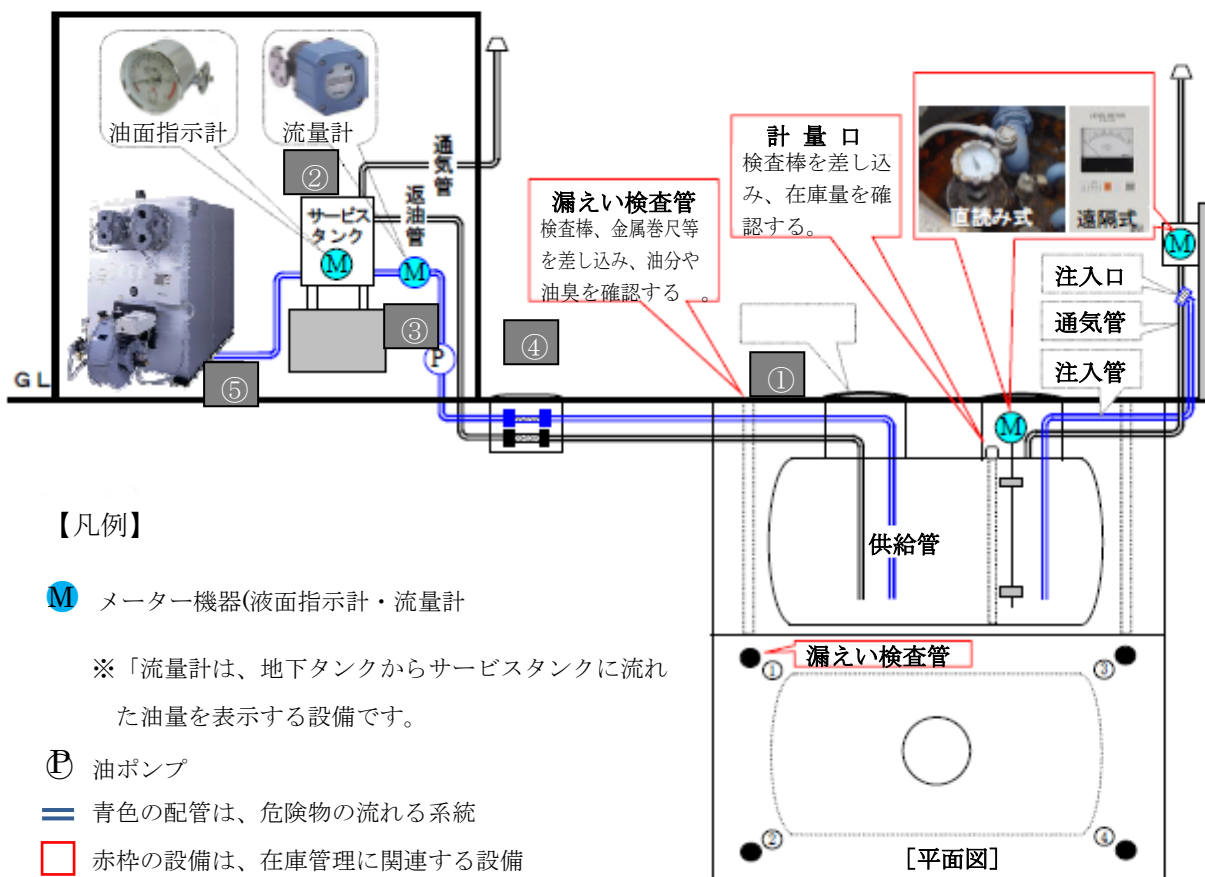 油面指示計
流量計
②
通気管
返油管
サービス
タンク
M
M
③
P
④
⑤
GL
漏えい検査管
検査棒、金属巻尺等
を差し込み、油分や
油臭を確認する 。
計 量 口
検査棒を差し込
み、在庫量を確
認する。
直読み式
遠隔式
M
注入口
通気管
注入管
①
M
供給管
【凡例】
M メーター機器(液面指示計・流量計
※「流量計は、地下タンクからサービスタンクに流れ
た油量を表示する設備です。
P 油ポンプ
青色の配管は、危険物の流れる系統
赤枠の設備は、在庫管理に関連する設備
漏えい検査管
①
③
②
④
[平面図]